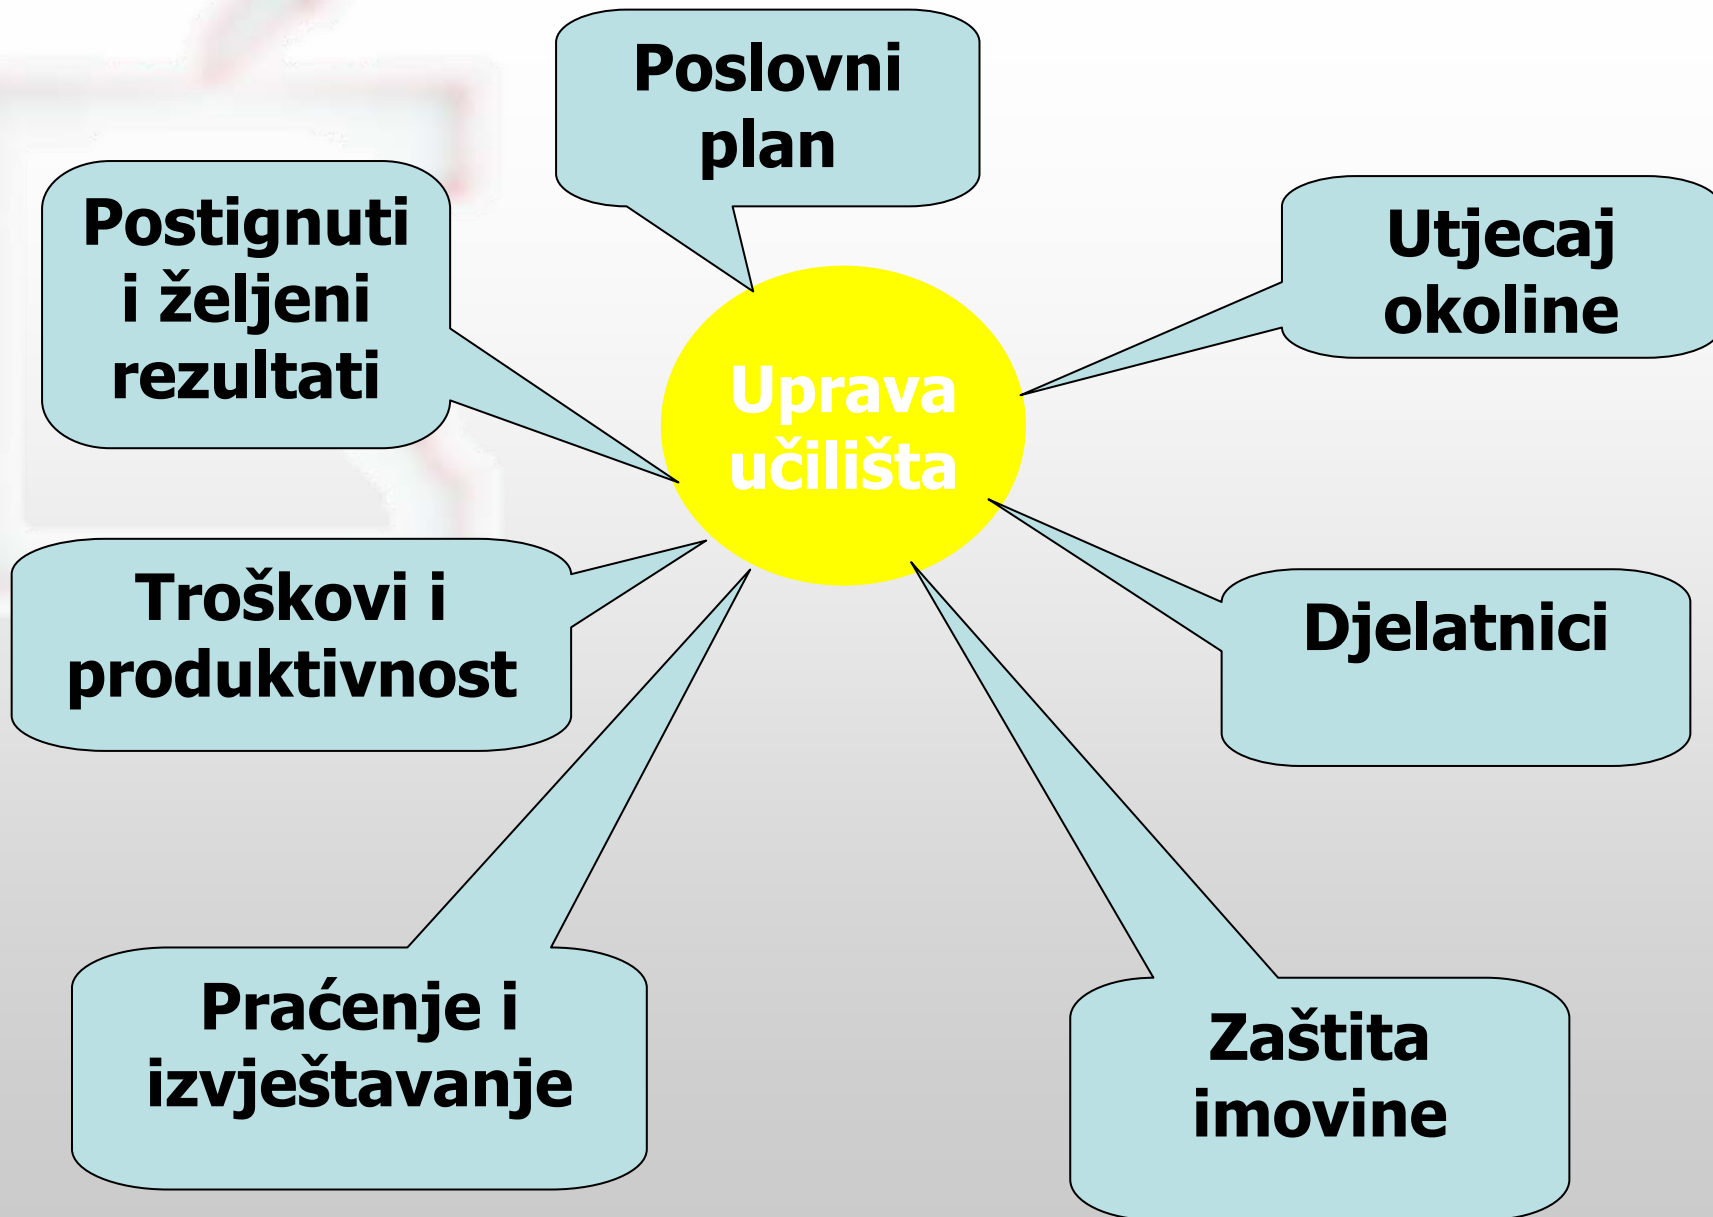 Poslovni
plan
Postignuti
i željeni
rezultati
Utjecaj
okoline
Uprava
učilišta
Troškovi i
produktivnost
Djelatnici
Praćenje i
izvještavanje
Zaštita
imovine